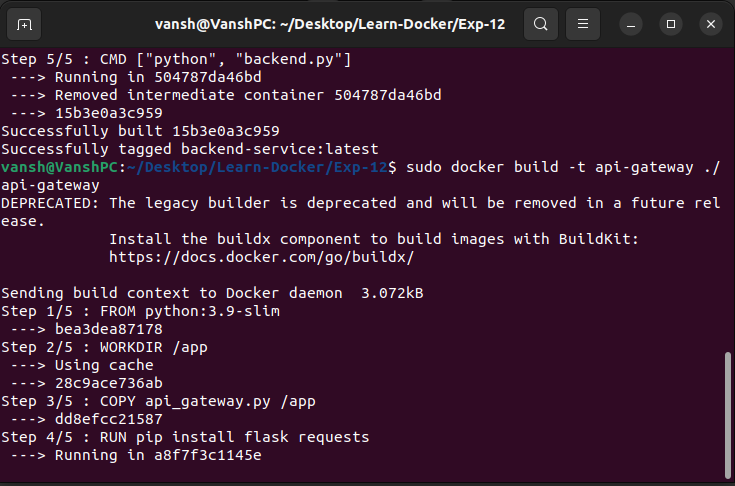 vansh@VanshPC: ~/Desktop/Learn-Docker/Exp-12
Step 5/5 : CMD ["python", "backend.py"]
 ---> Running in 504787da46bd
 ---> Removed intermediate container 504787da46bd
 ---> 15b3e0a3c959
Successfully built 15b3e0a3c959
Successfully tagged backend-service:latest
vansh@VanshPC:~/Desktop/Learn-Docker/Exp-12$ sudo docker build -t api-gateway ./
api-gateway
DEPRECATED: The legacy builder is deprecated and will be removed in a future rel
ease.
            Install the buildx component to build images with BuildKit:
            https://docs.docker.com/go/buildx/
Sending build context to Docker daemon  3.072kB
Step 1/5 : FROM python:3.9-slim
 ---> bea3dea87178
Step 2/5 : WORKDIR /app
 ---> Using cache
 ---> 28c9ace736ab
Step 3/5 : COPY api_gateway.py /app
 ---> dd8efcc21587
Step 4/5 : RUN pip install flask requests
 ---> Running in a8f7f3c1145e